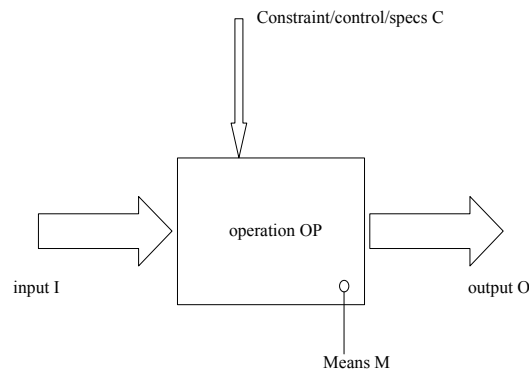 Constraint/control/specs C
operation OP
input I
output O
Means M